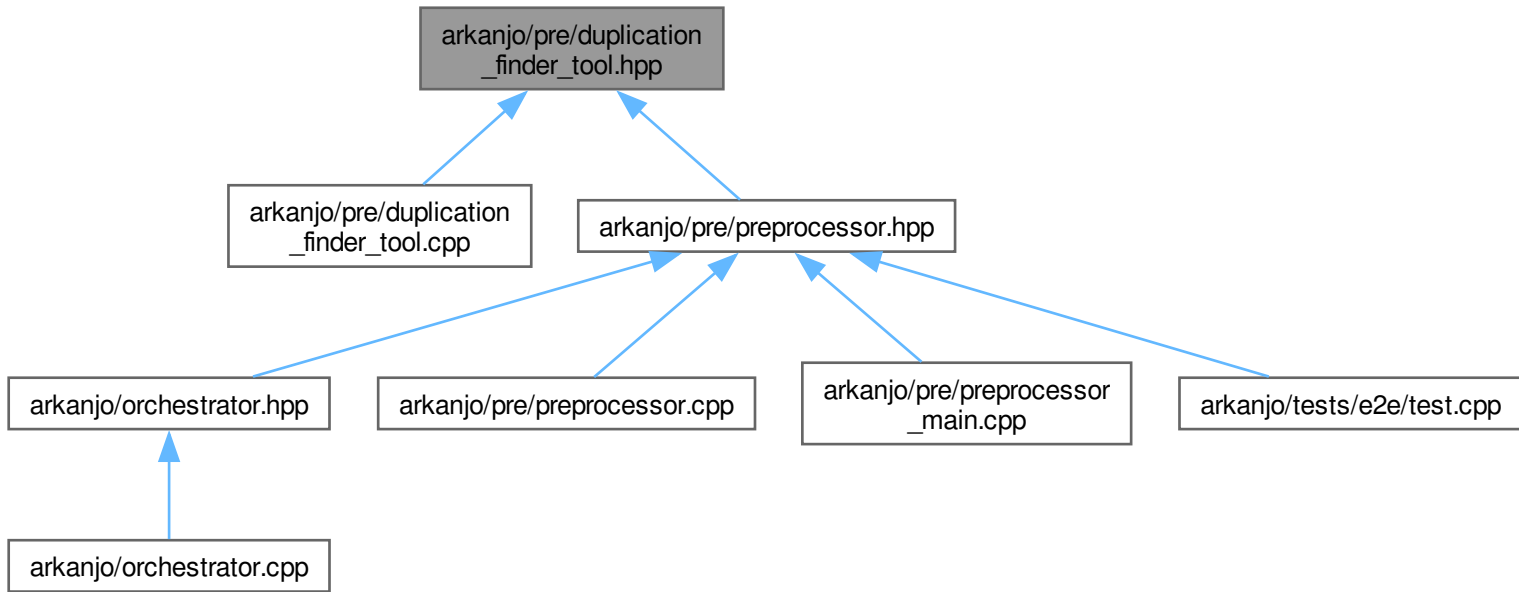 arkanjo/pre/duplication
_finder_tool.hpp
arkanjo/pre/duplication
_finder_tool.cpp
arkanjo/pre/preprocessor.hpp
arkanjo/orchestrator.hpp
arkanjo/pre/preprocessor.cpp
arkanjo/pre/preprocessor
_main.cpp
arkanjo/tests/e2e/test.cpp
arkanjo/orchestrator.cpp